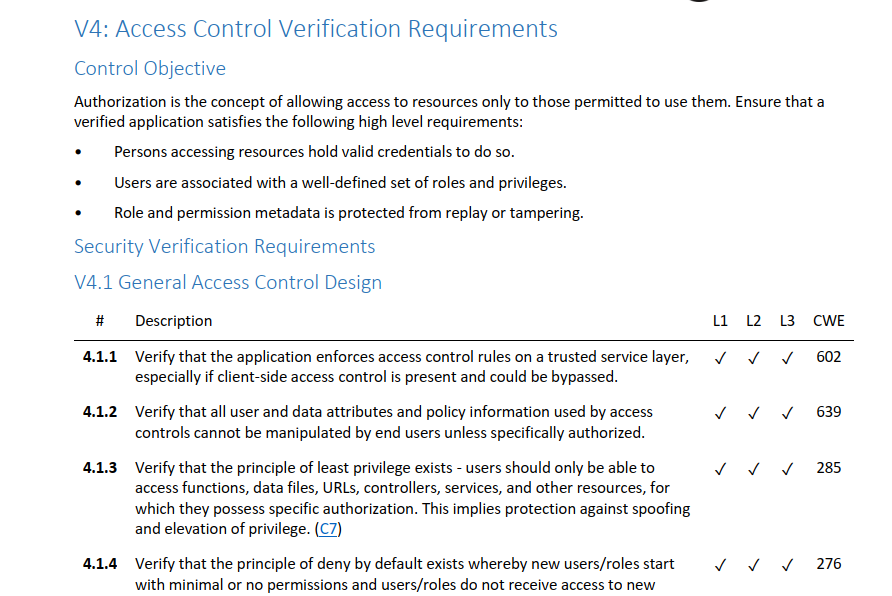 V4: Access Control Verification Requirements
Control Objective
Authorization is the concept of allowing access to resources only to those permitted to use them. Ensure that a
verified application satisfies the following high level requirements:
• Persons accessing resources hold valid credentials to do so.
• Users are associated with a well-defined set of roles and privileges.
• Role and permission metadata is protected from replay or tampering.
Security Verification Requirements
V4.1 General Access Control Design
# Description L1 L2 L3 CWE
4.1.1 Verify that the application enforces access control rules on a trusted service layer, ✓ ✓ ✓ 602
especially if client-side access control is present and could be bypassed.
4.1.2 Verify that all user and data attributes and policy information used by access ✓ ✓ ✓ 639
controls cannot be manipulated by end users unless specifically authorized.
4.1.3 Verify that the principle of least privilege exists - users should only be able to ✓ ✓ ✓ 285
access functions, data files, URLs, controllers, services, and other resources, for
which they possess specific authorization. This implies protection against spoofing
and elevation of privilege. (C7)
4.1.4 Verify that the principle of deny by default exists whereby new users/roles start ✓ ✓ ✓ 276
with minimal or no permissions and users/roles do not receive access to new